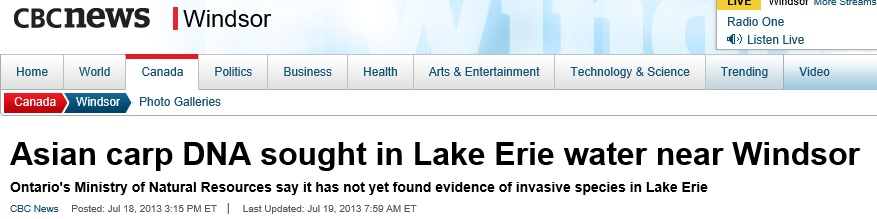 CBCnews | Windsor
LIVE Windsor More Streams
Radio One
Listen Live
Home World Canada Politics Business Health Arts & Entertainment Technology & Science Trending Video
Canada Windsor Photo Galleries
Asian carp DNA sought in Lake Erie water near Windsor
Ontario's Ministry of Natural Resources say it has not yet found evidence of invasive species in Lake Erie
CBC News Posted: Jul 18, 2013 3:15 PM ET | Last Updated: Jul 19, 2013 7:59 AM ET